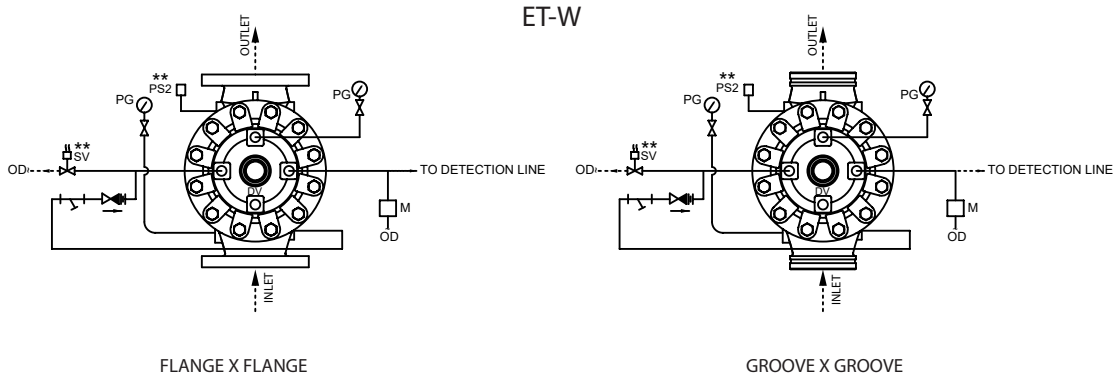 ET-W
OUTLET
**
PS2
PG
PG
**
SV
OD
TO DETECTION LINE
DV
M
OD
INLET
FLANGE X FLANGE
OUTLET
**
PS2
PG
PG
**
SV
OD
TO DETECTION LINE
DV
M
OD
INLET
GROOVE X GROOVE